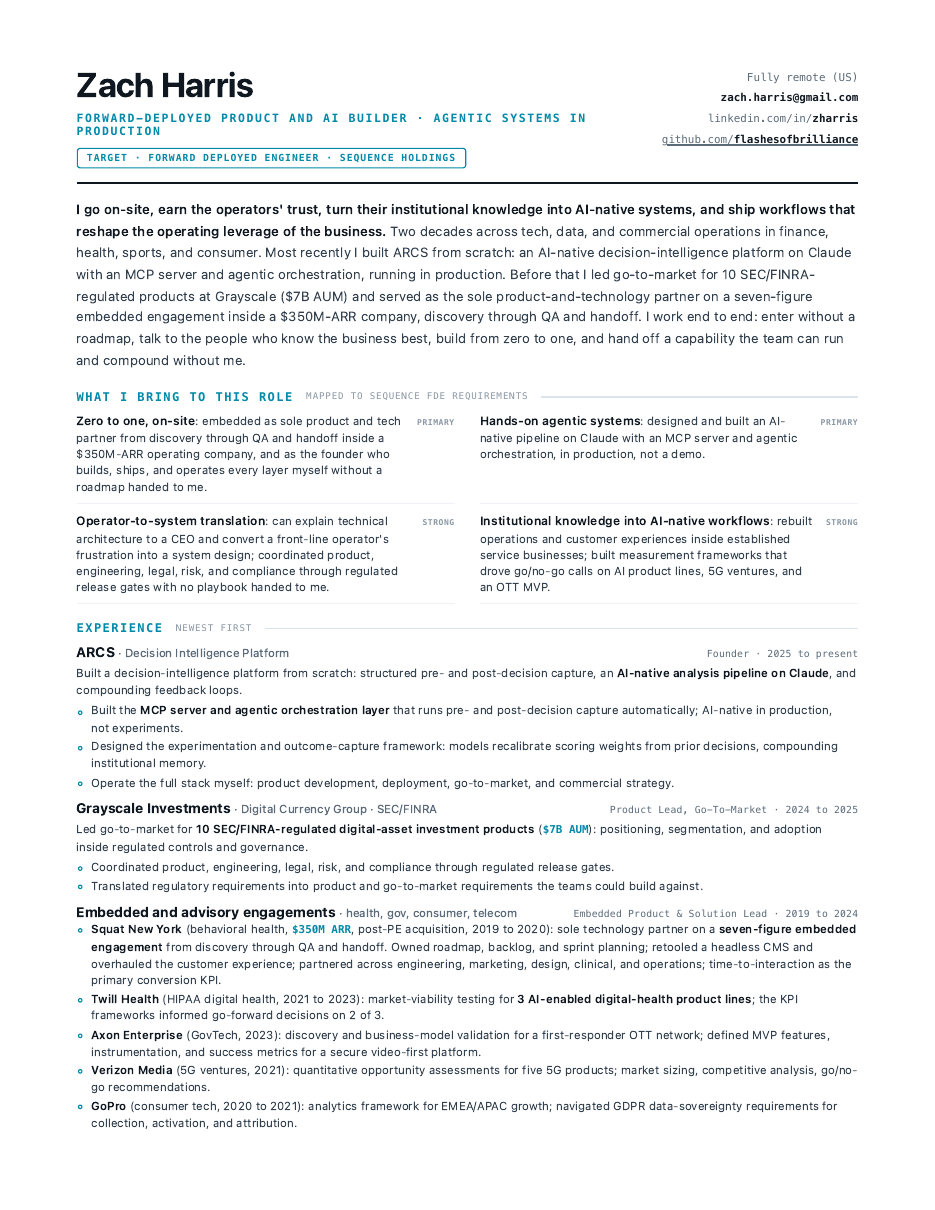 Zach Harris
Fully remote (US)
zach.harris@gmail.com
linkedin.com/in/zharris
github.com/flashesofbrilliance
FORWARD-DEPLOYED PRODUCT AND AI BUILDER · AGENTIC SYSTEMS IN
PRODUCTION
TARGET · FORWARD DEPLOYED ENGINEER · SEQUENCE HOLDINGS
I go on-site, earn the operators' trust, turn their institutional knowledge into AI-native systems, and ship workflows that
reshape the operating leverage of the business. Two decades across tech, data, and commercial operations in finance,
health, sports, and consumer. Most recently I built ARCS from scratch: an AI-native decision-intelligence platform on Claude
with an MCP server and agentic orchestration, running in production. Before that I led go-to-market for 10 SEC/FINRA-
regulated products at Grayscale ($7B AUM) and served as the sole product-and-technology partner on a seven-figure
embedded engagement inside a $350M-ARR company, discovery through QA and handoff. I work end to end: enter without a
roadmap, talk to the people who know the business best, build from zero to one, and hand off a capability the team can run
and compound without me.
WHAT I BRING TO THIS ROLE MAPPED TO SEQUENCE FDE REQUIREMENTS
Zero to one, on-site: embedded as sole product and tech PRIMARY
partner from discovery through QA and handoff inside a
$350M-ARR operating company, and as the founder who
builds, ships, and operates every layer myself without a
roadmap handed to me.
Hands-on agentic systems: designed and built an AI- PRIMARY
native pipeline on Claude with an MCP server and agentic
orchestration, in production, not a demo.
Operator-to-system translation: can explain technical STRONG
architecture to a CEO and convert a front-line operator's
frustration into a system design; coordinated product,
engineering, legal, risk, and compliance through regulated
release gates with no playbook handed to me.
Institutional knowledge into AI-native workflows: rebuilt STRONG
operations and customer experiences inside established
service businesses; built measurement frameworks that
drove go/no-go calls on AI product lines, 5G ventures, and
an OTT MVP.
EXPERIENCE NEWEST FIRST
ARCS · Decision Intelligence Platform Founder · 2025 to present
Built a decision-intelligence platform from scratch: structured pre- and post-decision capture, an AI-native analysis pipeline on Claude, and
compounding feedback loops.
Built the MCP server and agentic orchestration layer that runs pre- and post-decision capture automatically; AI-native in production,
not experiments.
Designed the experimentation and outcome-capture framework: models recalibrate scoring weights from prior decisions, compounding
institutional memory.
Operate the full stack myself: product development, deployment, go-to-market, and commercial strategy.
Grayscale Investments · Digital Currency Group · SEC/FINRA Product Lead, Go-To-Market · 2024 to 2025
Led go-to-market for 10 SEC/FINRA-regulated digital-asset investment products ($7B AUM): positioning, segmentation, and adoption
inside regulated controls and governance.
Coordinated product, engineering, legal, risk, and compliance through regulated release gates.
Translated regulatory requirements into product and go-to-market requirements the teams could build against.
Embedded and advisory engagements · health, gov, consumer, telecom Embedded Product & Solution Lead · 2019 to 2024
Squat New York (behavioral health, $350M ARR, post-PE acquisition, 2019 to 2020): sole technology partner on a seven-figure embedded
engagement from discovery through QA and handoff. Owned roadmap, backlog, and sprint planning; retooled a headless CMS and
overhauled the customer experience; partnered across engineering, marketing, design, clinical, and operations; time-to-interaction as the
primary conversion KPI.
Twill Health (HIPAA digital health, 2021 to 2023): market-viability testing for 3 AI-enabled digital-health product lines; the KPI
frameworks informed go-forward decisions on 2 of 3.
Axon Enterprise (GovTech, 2023): discovery and business-model validation for a first-responder OTT network; defined MVP features,
instrumentation, and success metrics for a secure video-first platform.
Verizon Media (5G ventures, 2021): quantitative opportunity assessments for five 5G products; market sizing, competitive analysis, go/no-
go recommendations.
GoPro (consumer tech, 2020 to 2021): analytics framework for EMEA/APAC growth; navigated GDPR data-sovereignty requirements for
collection, activation, and attribution.